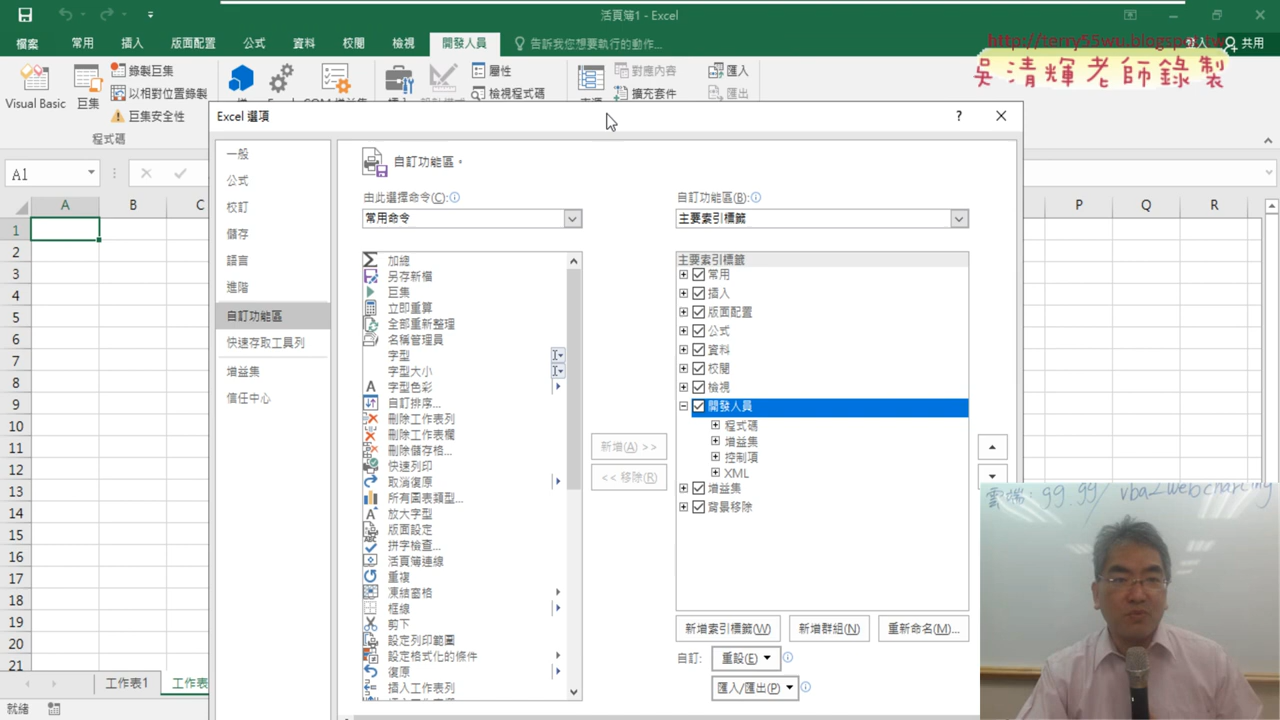 活頁簿1 - Excel
檔案 常用 插入 版面配置 公式 資料 校閱 檢視 開發人員 告訴我您想要執行的動作... 共用
http://terry55wu.blogspot.tw
吳清輝老師錄製
Visual Basic 巨集 錄製巨集 屬性 對應內容 匯入
以相對位置錄製 檢視程式碼 擴充套件 匯出
巨集安全性
程式碼
Excel 選項
A1
A B C P Q R
1
2
3
4
5
6
7
8
9
10
11
12
13
14
15
16
17
18
19
20
21
一般
公式
校訂
儲存
語言
進階
自訂功能區
快速存取工具列
增益集
信任中心
自訂功能區。
由此選擇命令(C):
常用命令
加總
另存新檔
巨集
立即重算
全部重新整理
名稱管理員
字型
字型大小
字型色彩
自訂排序...
刪除工作表列
刪除工作表欄
刪除儲存格...
快速列印
取消復原
所有圖表類型...
放大字型
版面設定
拼字檢查...
活頁簿連線
重複
凍結窗格
框線
剪下
設定列印範圍
設定格式化的條件
復原
插入工作表列
新增(A) >>
<< 移除(R)
自訂功能區(B):
主要索引標籤
主要索引標籤
常用
插入
版面配置
公式
資料
校閱
檢視
開發人員
程式碼
增益集
控制項
XML
增益集
背景移除
新增索引標籤(W) 新增群組(N) 重新命名(M)...
自訂: 重設(E)
匯入/匯出(P)
雲端: gg.gg/vba-webcharting
工作表1 工作表
就緒